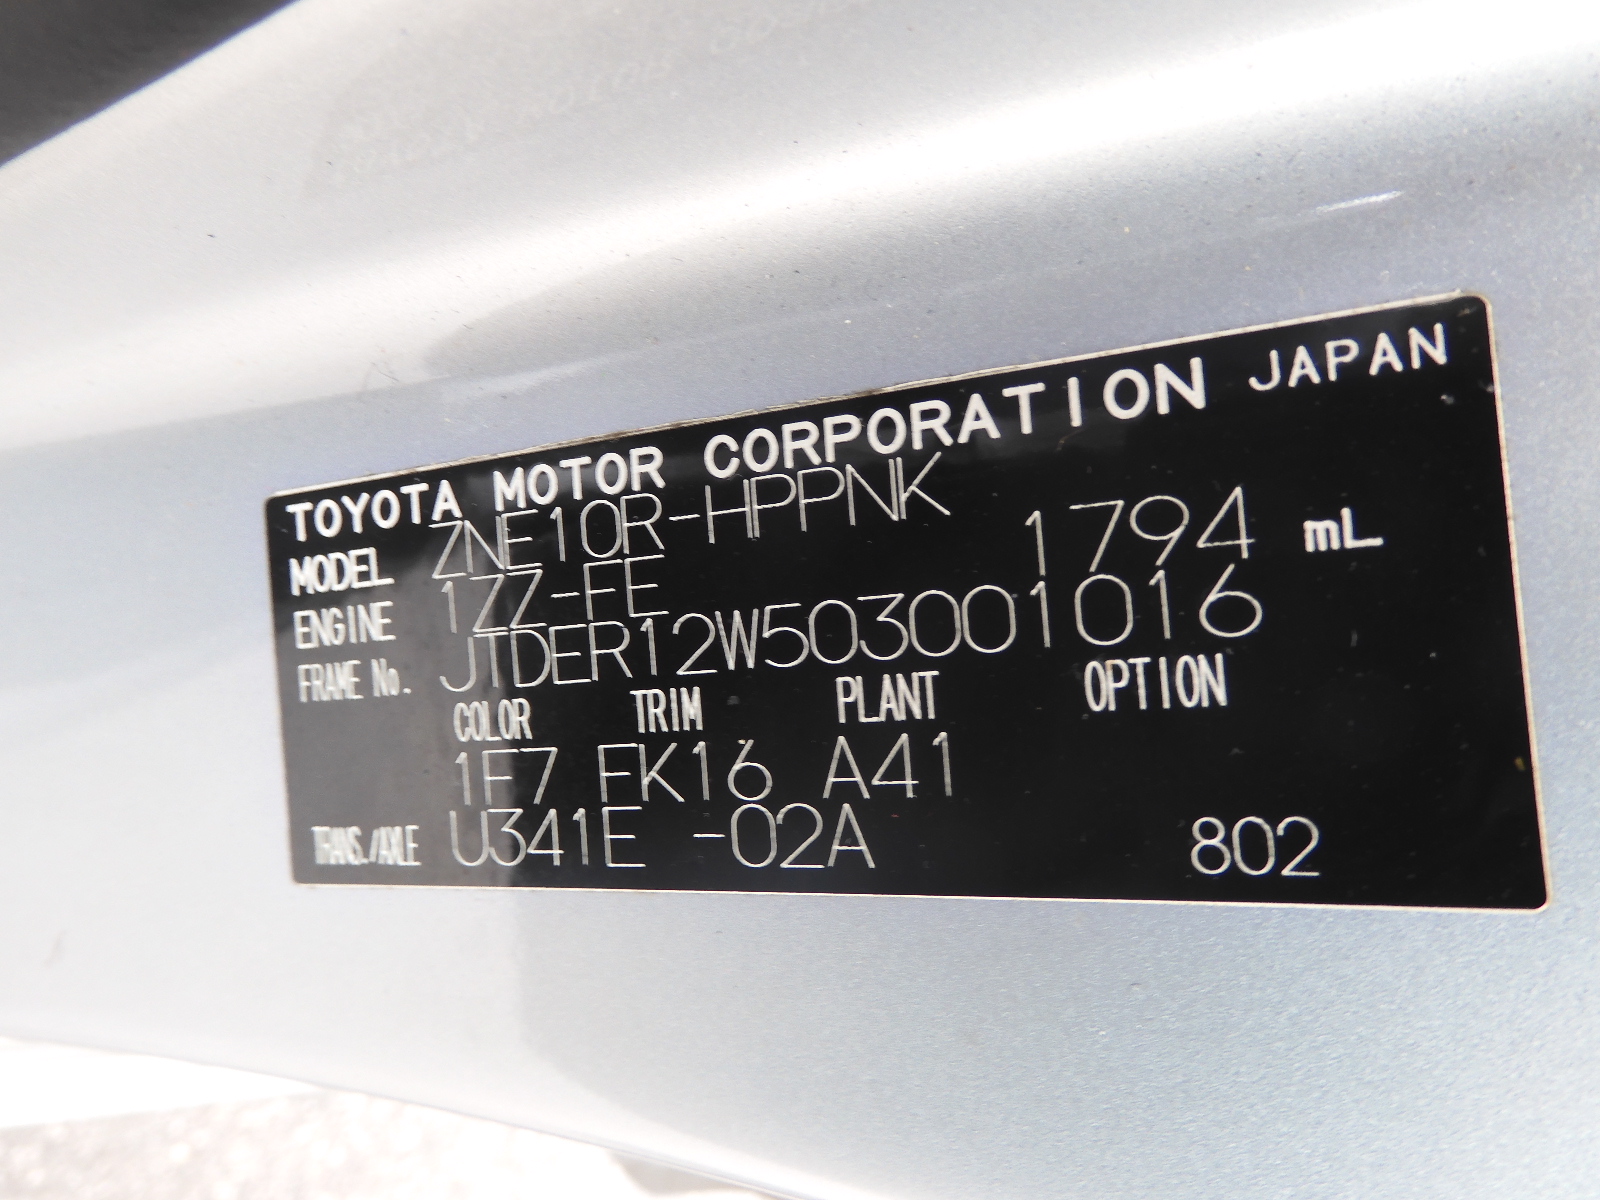 TOYOTA MOTOR CORPORATION JAPAN
MODEL ZNE10R-HPPNK
ENGINE 1ZZ-FE 1794 mL
FRAME No. JTDER12W503001016
COLOR TRIM PLANT OPTION
1F7 FK16 A41
TRANS./AXLE U341E -02A 802